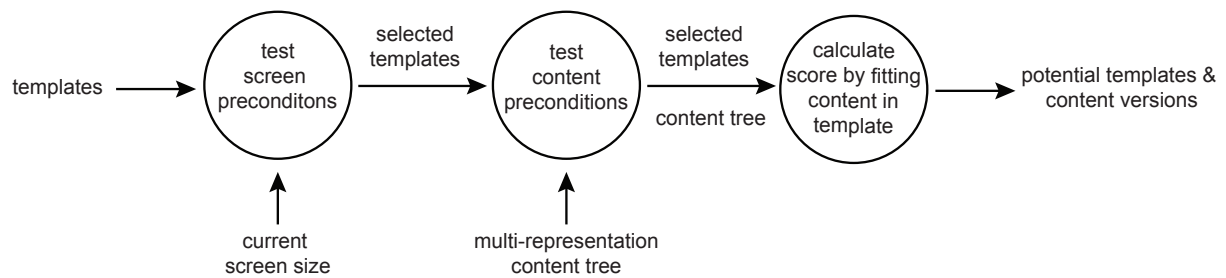 templates
test
screen
preconditons
current
screen size
selected
templates
test
content
preconditions
multi-representation
content tree
selected
templates
content tree
calculate
score by fitting
content in
template
potential templates &
content versions